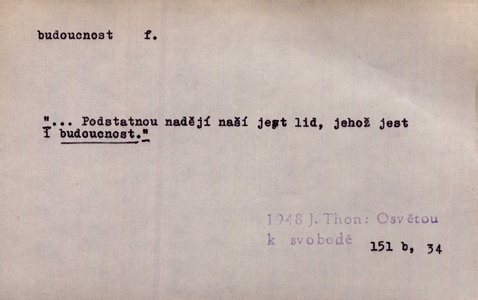 budoucnost f.
"... Podstatnou nadějí naší jest lid, jehož jest
I budoucnost."
1948 J. Thon: Osvětou
k svobodě 151 b, 34